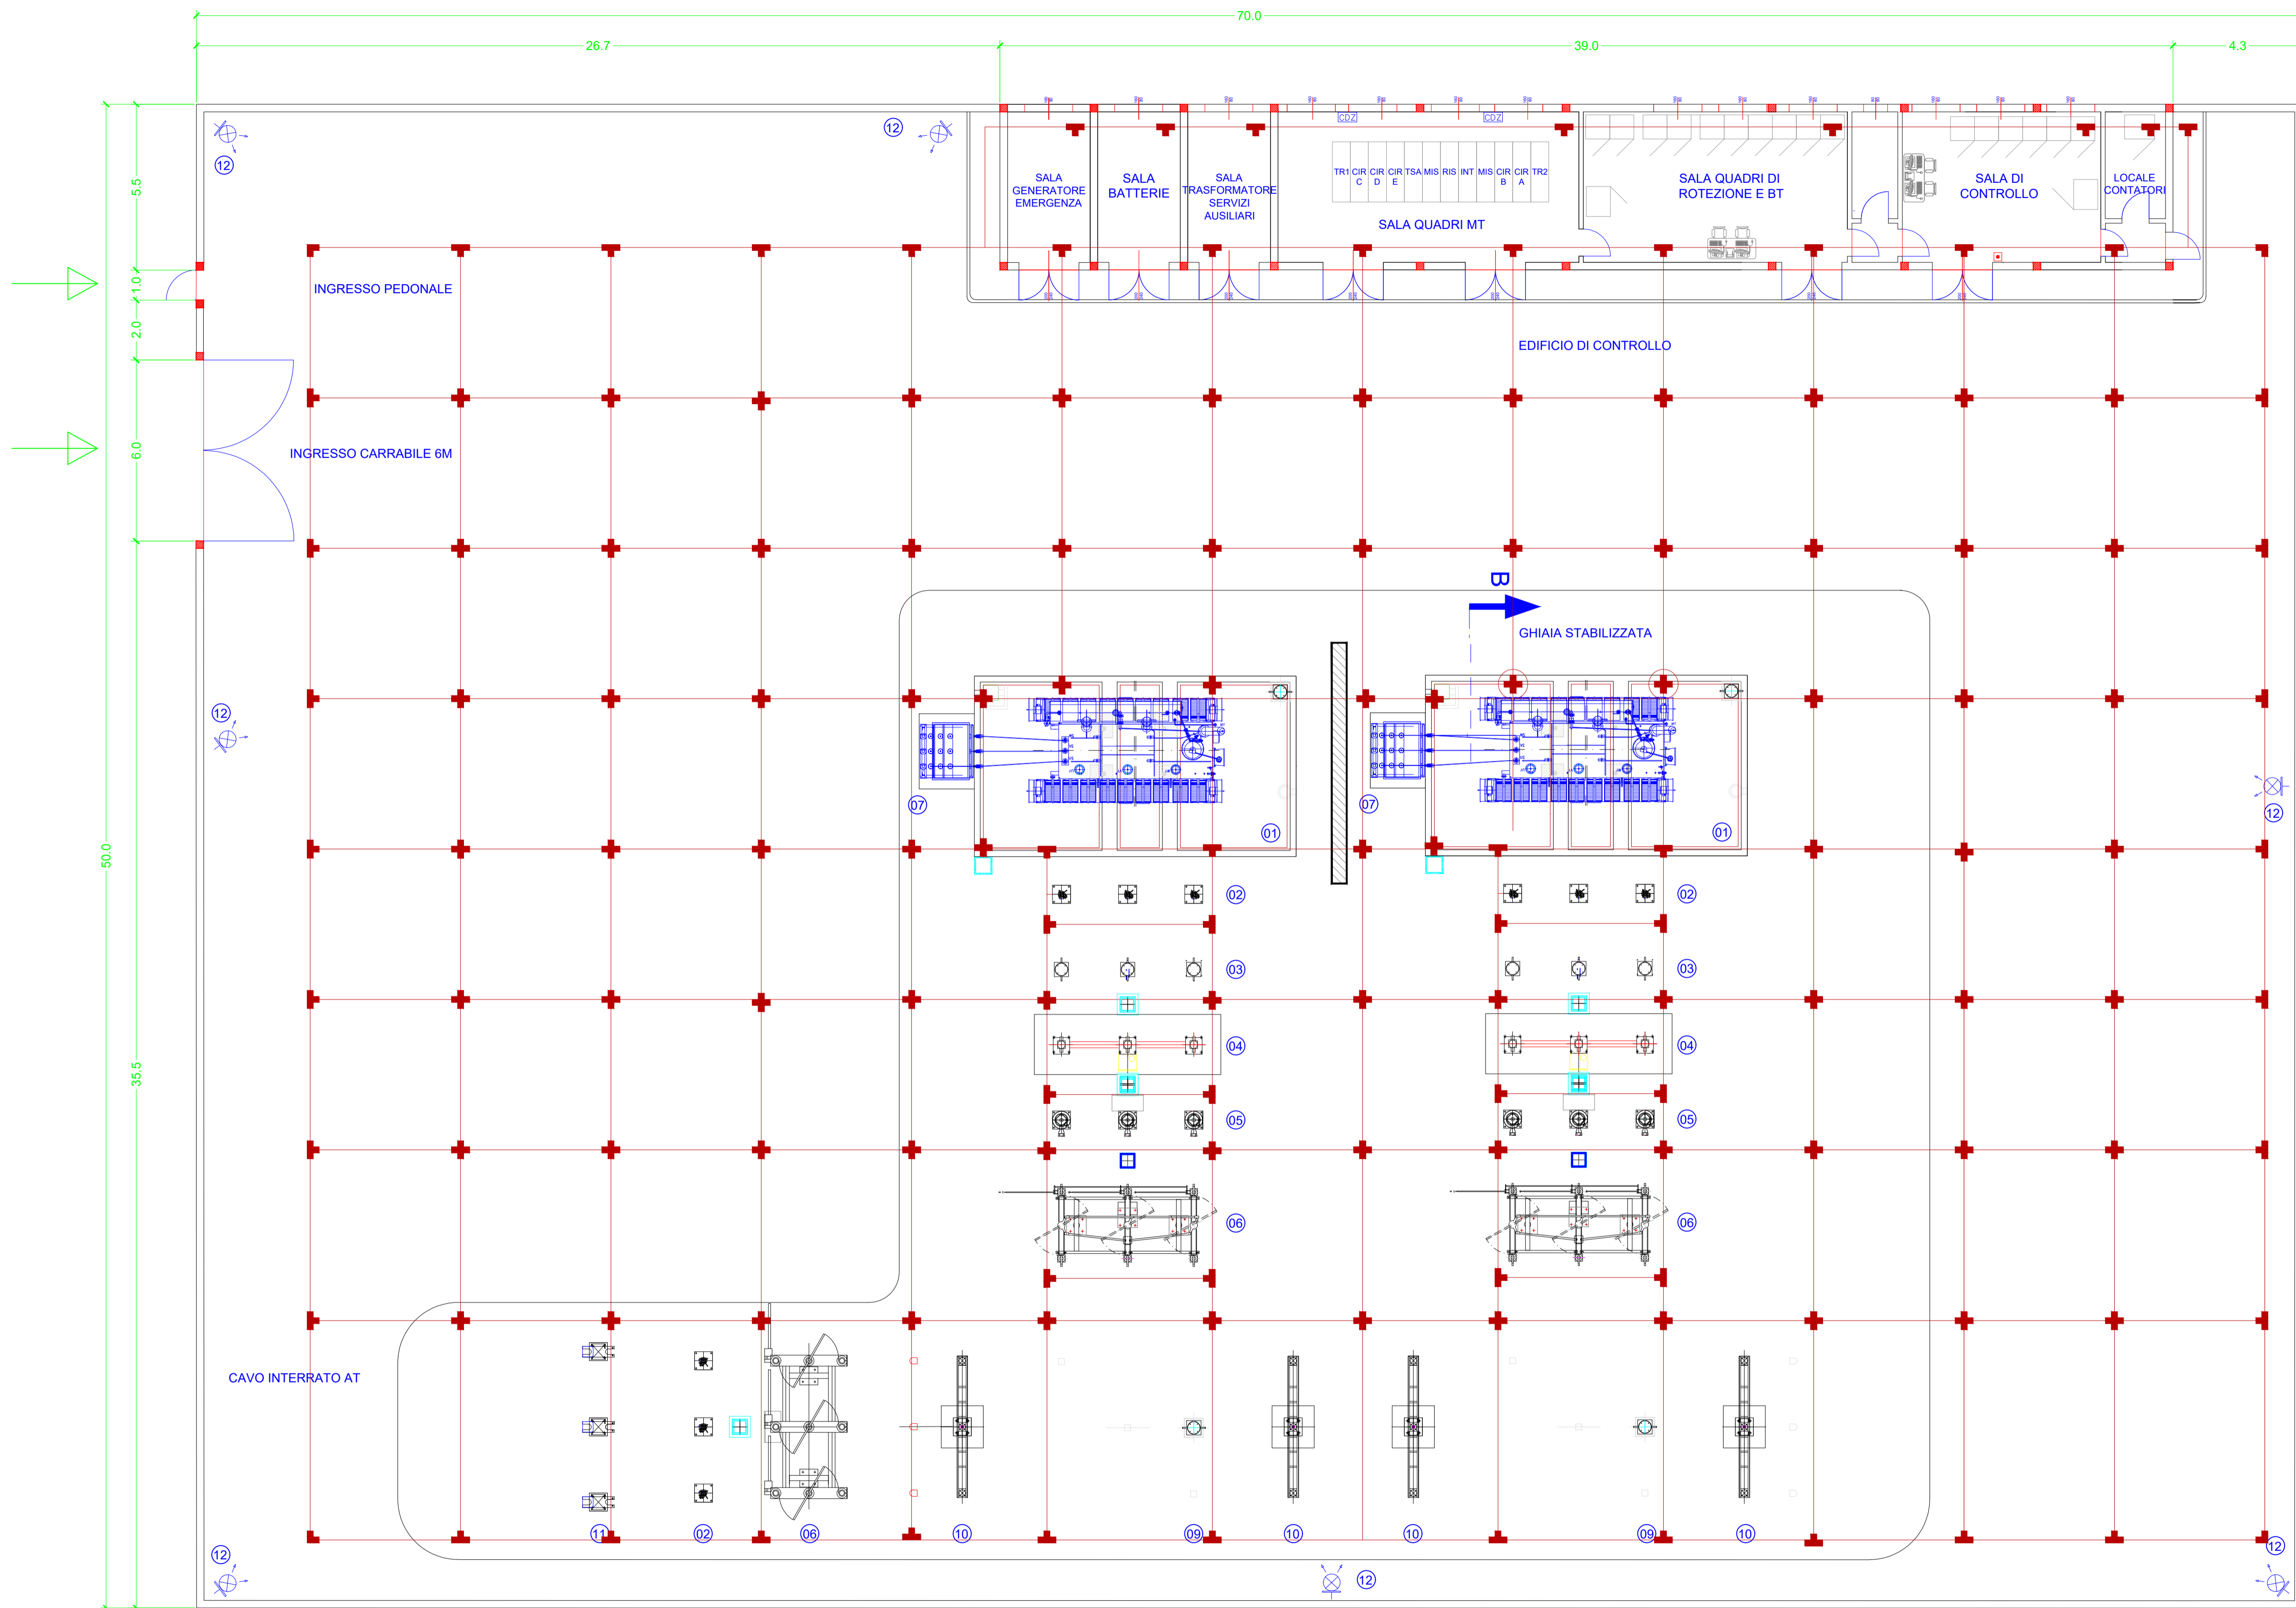 70.0
26.7
39.0
4.3
12
12
CDZ
CDZ
5.5
SALA
GENERATORE
EMERGENZA
SALA
BATTERIE
SALA
TRASFORMATORE
SERVIZI
AUSILIARI
TR1
CIR
C
CIR
D
CIR
E
TSA
MIS
RIS
INT
MIS
CIR
B
CIR
A
TR2
SALA QUADRI MT
SALA QUADRI DI
ROTEZIONE E BT
SALA DI
CONTROLLO
LOCALE
CONTATORI
1.0
INGRESSO PEDONALE
2.0
EDIFICIO DI CONTROLLO
6.0
INGRESSO CARRABILE 6M
B
GHIAIA STABILIZZATA
12
12
07
07
01
01
50.0
02
02
03
03
04
04
35.5
05
05
06
06
CAVO INTERRATO AT
11
02
06
10
09
10
10
09
10
12
12
12